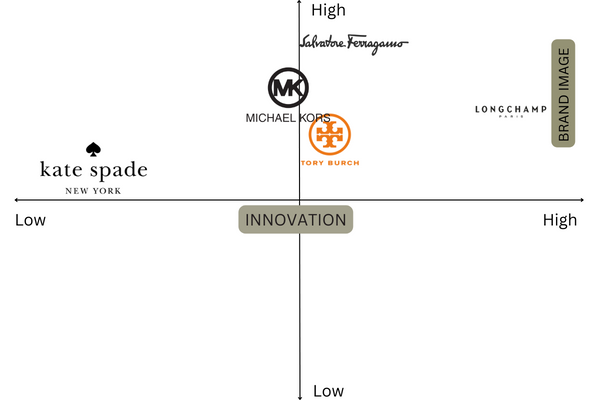 High
Salvatore Ferragamo
MK
MICHAEL KORS
LONGCHAMP
PARIS
BRAND IMAGE
TORY BURCH
kate spade
NEW YORK
Low
INNOVATION
High
Low